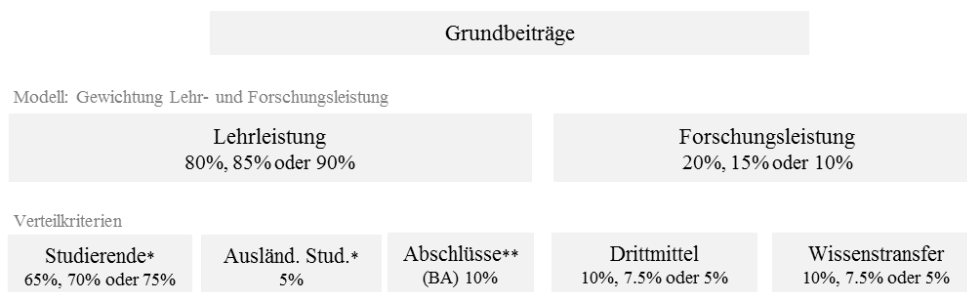 Grundbeiträge
Modell: Gewichtung Lehr- und Forschungsleistung
Lehrleistung
80%, 85% oder 90%
Forschungsleistung
20%, 15% oder 10%
Verteilkriterien
Studierende*
65%, 70% oder 75%
Ausländ. Stud.*
5%
Abschlüsse**
(BA) 10%
Drittmittel
10%, 7.5% oder 5%
Wissenstransfer
10%, 7.5% oder 5%